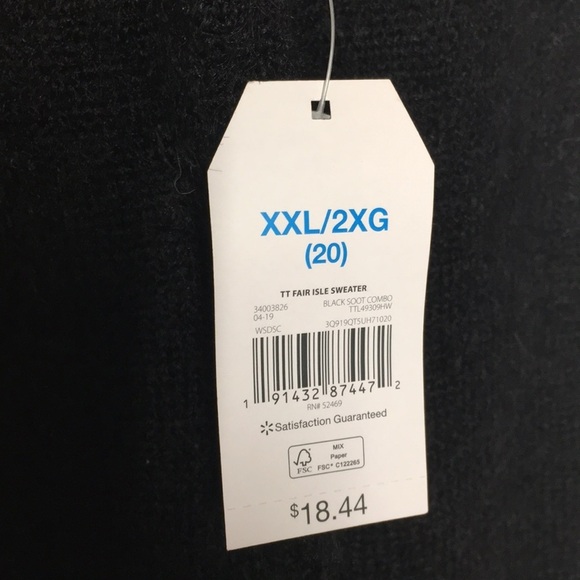 XXL/2XG
(20)
TT FAIR ISLE SWEATER
34003826 BLACK SOOT COMBO
04-19 TTL49309HW
WSDSC 3Q919QTSUH71020
1 91432 87447 2
RN# 52469
Satisfaction Guaranteed
FSC
MIX
Paper
FSC® C122265
$18.44